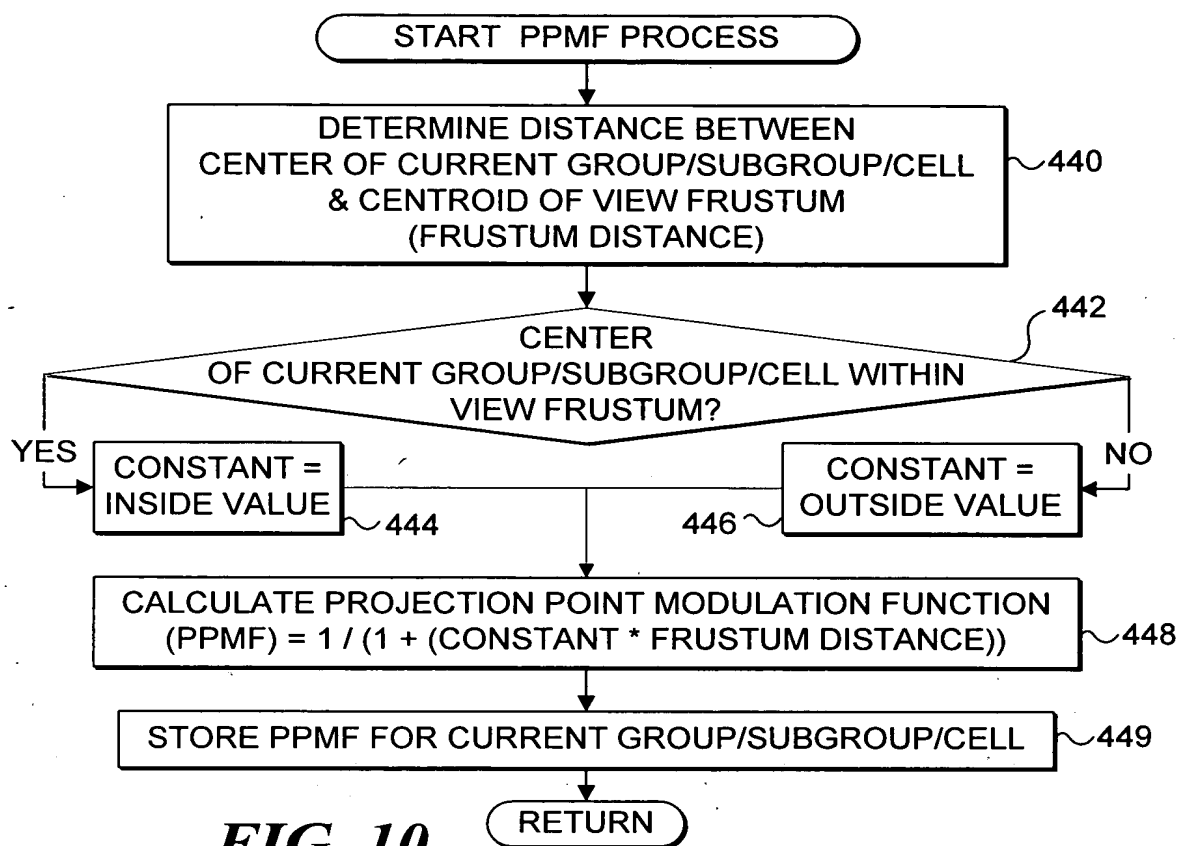 START PPMF PROCESS
DETERMINE DISTANCE BETWEEN
CENTER OF CURRENT GROUP/SUBGROUP/CELL
& CENTROID OF VIEW FRUSTUM
(FRUSTUM DISTANCE)
440
442
CENTER
OF CURRENT GROUP/SUBGROUP/CELL WITHIN
VIEW FRUSTUM?
YES
NO
CONSTANT =
INSIDE VALUE
444
CONSTANT =
OUTSIDE VALUE
446
CALCULATE PROJECTION POINT MODULATION FUNCTION
(PPMF) = 1 / (1 + (CONSTANT * FRUSTUM DISTANCE))
448
STORE PPMF FOR CURRENT GROUP/SUBGROUP/CELL
449
RETURN
FIG. 10